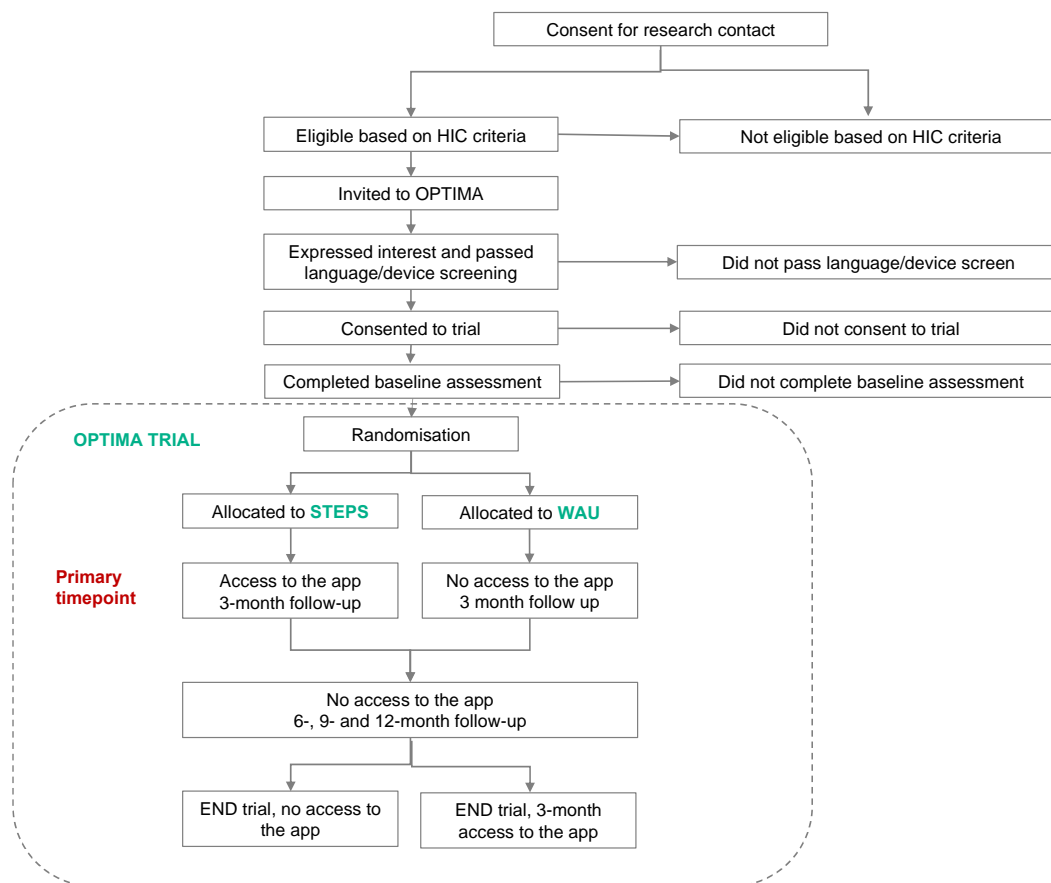 Consent for research contact
Eligible based on HIC criteria
Not eligible based on HIC criteria
Invited to OPTIMA
Expressed interest and passed
language/device screening
Did not pass language/device screen
Consented to trial
Did not consent to trial
Completed baseline assessment
Did not complete baseline assessment
OPTIMA TRIAL
Randomisation
Allocated to STEPS
Allocated to WAU
Primary
timepoint
Access to the app
3-month follow-up
No access to the app
3 month follow up
No access to the app
6-, 9- and 12-month follow-up
END trial, no access to
the app
END trial, 3-month
access to the app